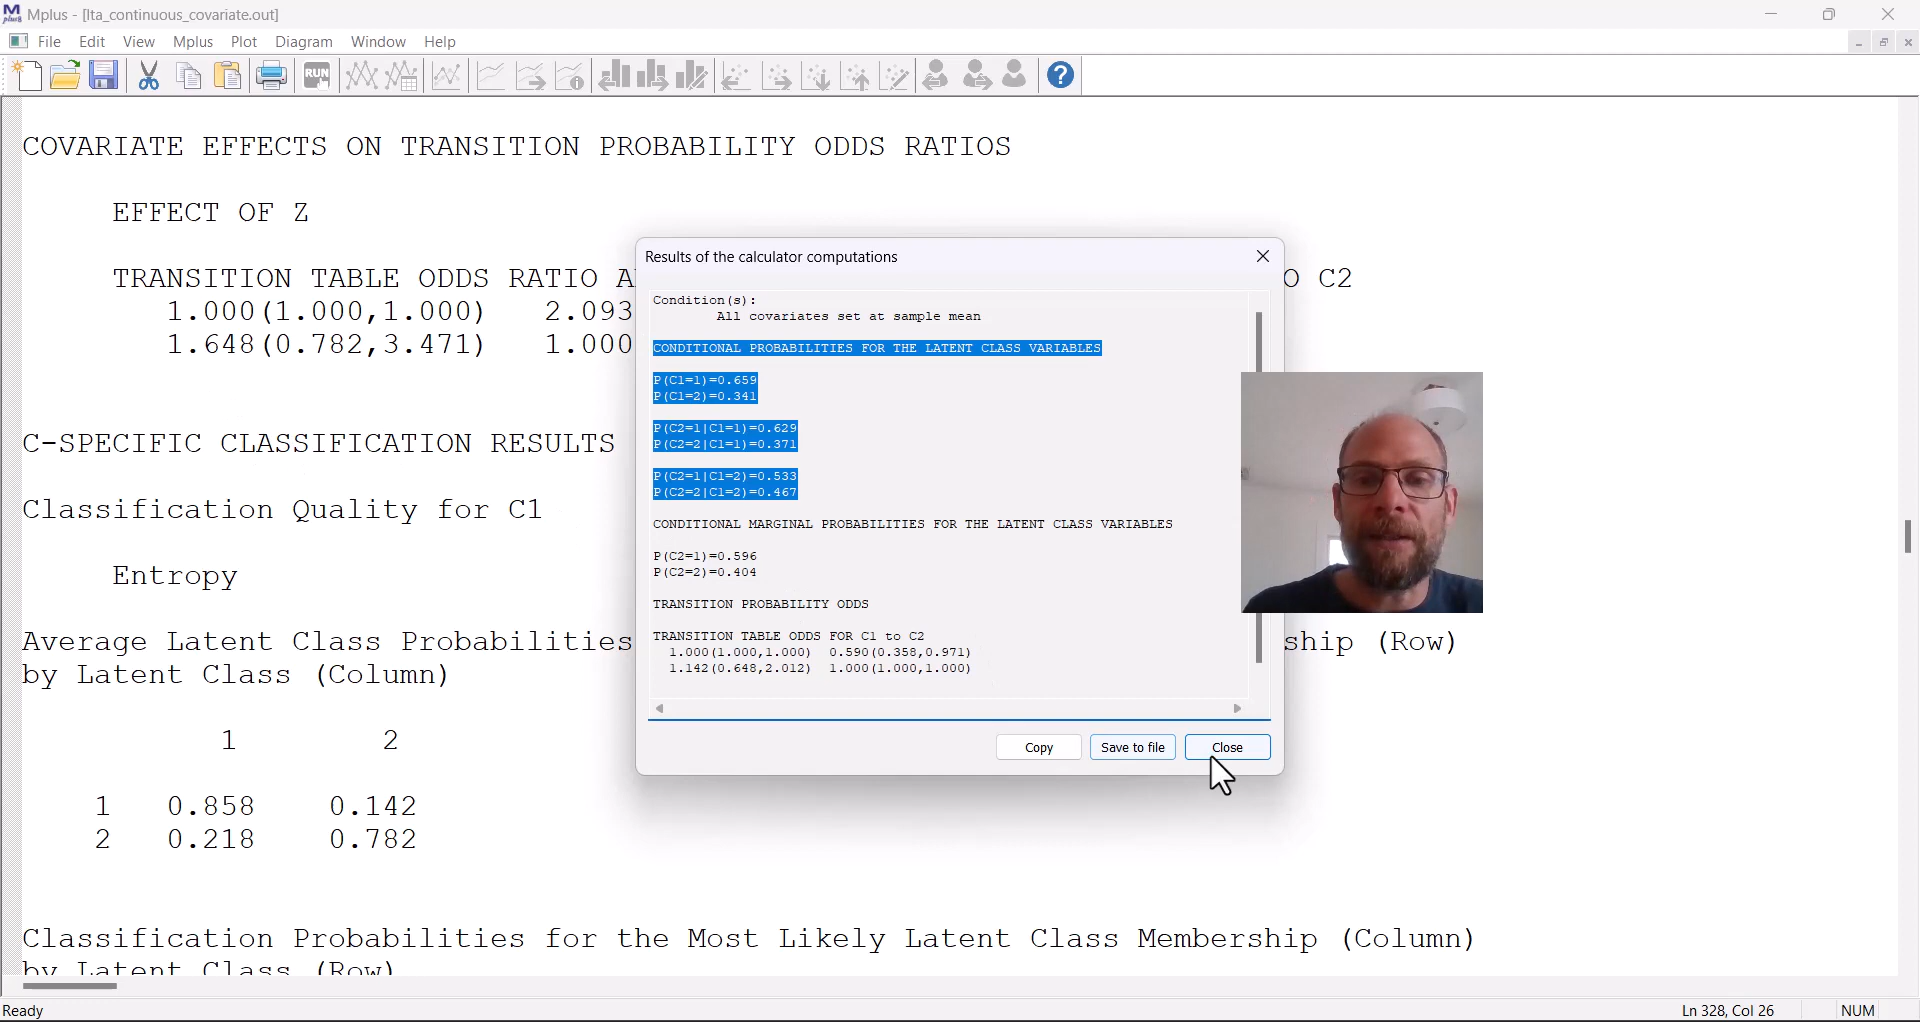 Mplus - [lta_continuous_covariate.out]
File Edit View Mplus Plot Diagram Window Help
RUN
COVARIATE EFFECTS ON TRANSITION PROBABILITY ODDS RATIOS
EFFECT OF Z
TRANSITION TABLE ODDS RATIO O C2
1.000(1.000,1.000) 2.093
1.648(0.782,3.471) 1.000
C-SPECIFIC CLASSIFICATION RESULTS
Classification Quality for C1
Entropy
Average Latent Class Probabilities ship (Row)
by Latent Class (Column)
1 2
1 0.858 0.142
2 0.218 0.782
Classification Probabilities for the Most Likely Latent Class Membership (Column)
by Latent Class (Row)
Results of the calculator computations
Condition(s):
All covariates set at sample mean
CONDITIONAL PROBABILITIES FOR THE LATENT CLASS VARIABLES
P(C1=1)=0.659
P(C1=2)=0.341
P(C2=1|C1=1)=0.629
P(C2=2|C1=1)=0.371
P(C2=1|C1=2)=0.533
P(C2=2|C1=2)=0.467
CONDITIONAL MARGINAL PROBABILITIES FOR THE LATENT CLASS VARIABLES
P(C2=1)=0.596
P(C2=2)=0.404
TRANSITION PROBABILITY ODDS
TRANSITION TABLE ODDS FOR C1 to C2
1.000(1.000,1.000) 0.590(0.358,0.971)
1.142(0.648,2.012) 1.000(1.000,1.000)
Copy Save to file Close
Ready Ln 328, Col 26 NUM